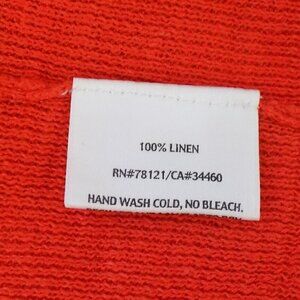 100% LINEN
RN#78121/CA#34460
HAND WASH COLD, NO BLEACH.